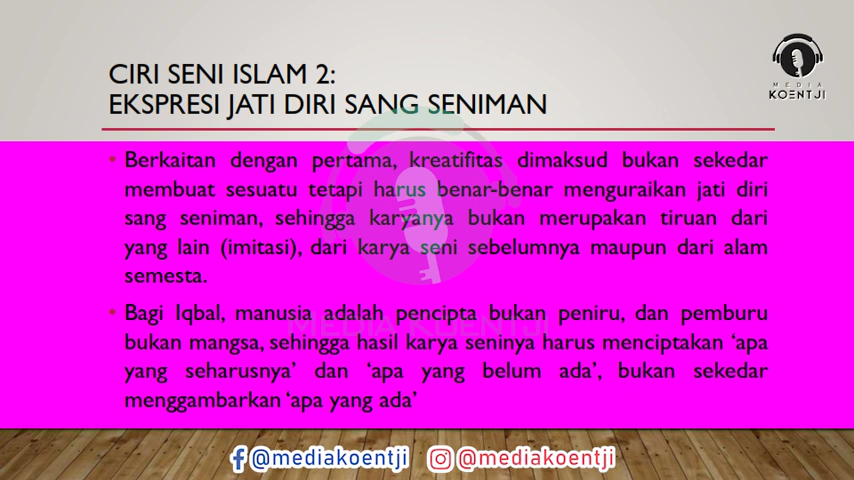 MEDIA
KOENTJI
CIRI SENI ISLAM 2:
EKSPRESI JATI DIRI SANG SENIMAN
• Berkaitan dengan pertama, kreatifitas dimaksud bukan sekedar
membuat sesuatu tetapi harus benar-benar menguraikan jati diri
sang seniman, sehingga karyanya bukan merupakan tiruan dari
yang lain (imitasi), dari karya seni sebelumnya maupun dari alam
semesta.
• Bagi Iqbal, manusia adalah pencipta bukan peniru, dan pemburu
bukan mangsa, sehingga hasil karya seninya harus menciptakan ‘apa
yang seharusnya’ dan ‘apa yang belum ada’, bukan sekedar
menggambarkan ‘apa yang ada’
MEDIA KOENTJI
@mediakoentji @mediakoentji